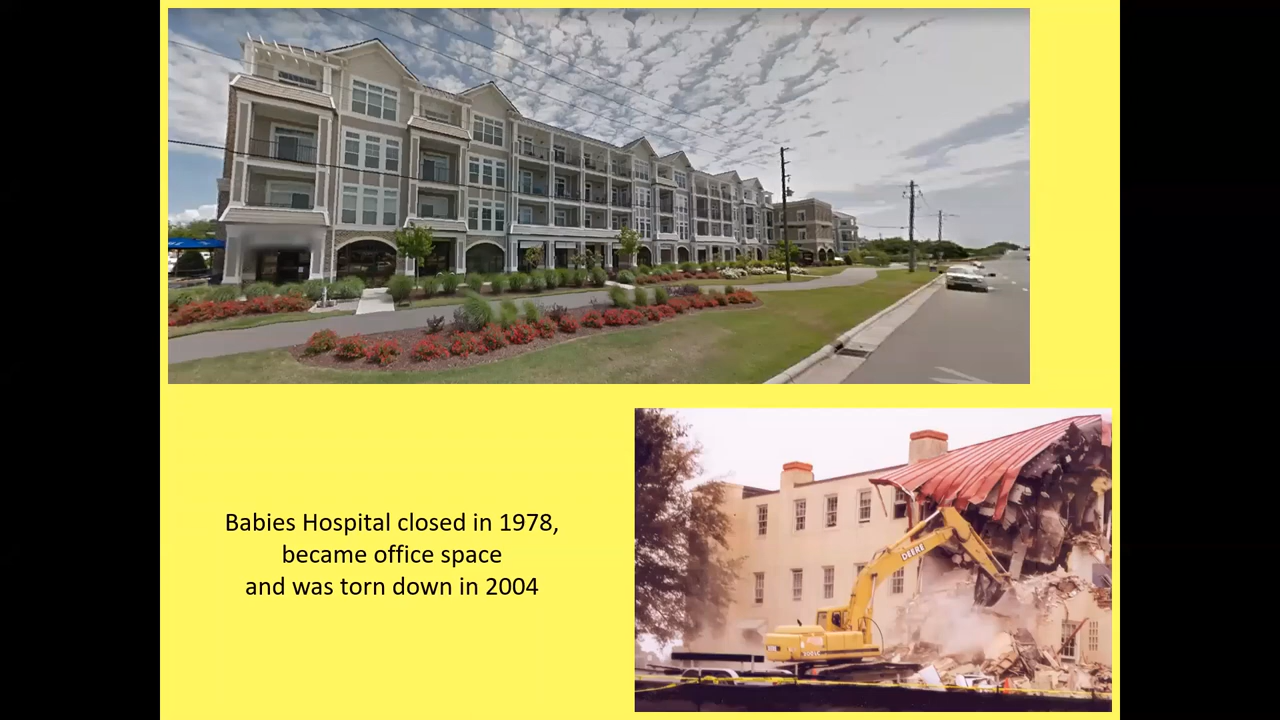 Babies Hospital closed in 1978,
became office space
and was torn down in 2004
DEERE